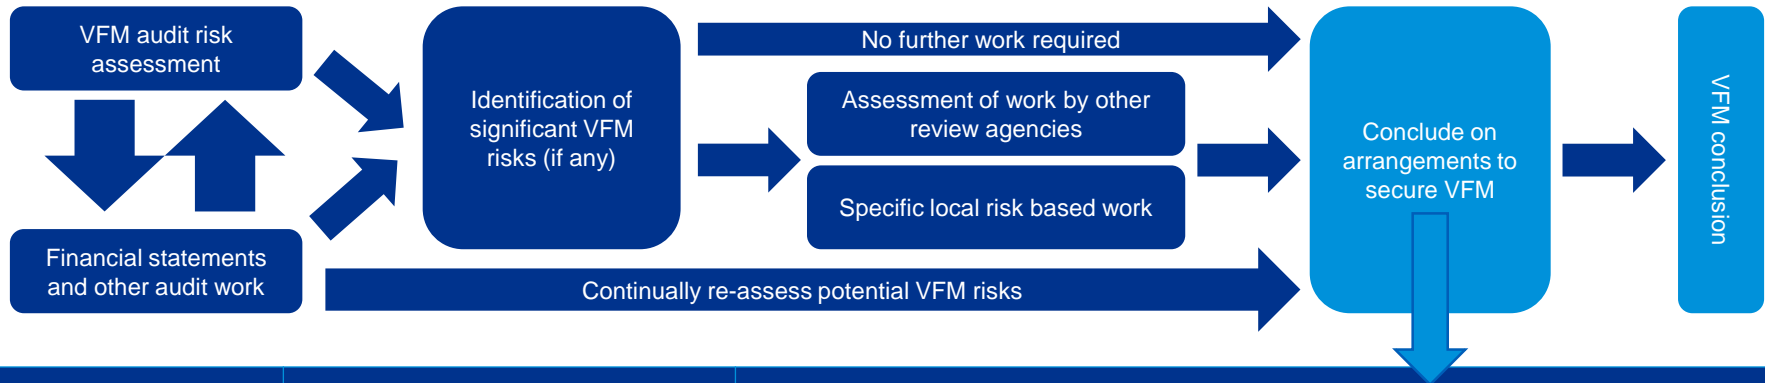 VFM audit risk
assessment
Financial statements
and other audit work
Identification of
significant VFM
risks (if any)
No further work required
Assessment of work by other
review agencies
Specific local risk based work
Continually re-assess potential VFM risks
Conclude on
arrangements to
secure VFM
VFM conclusion